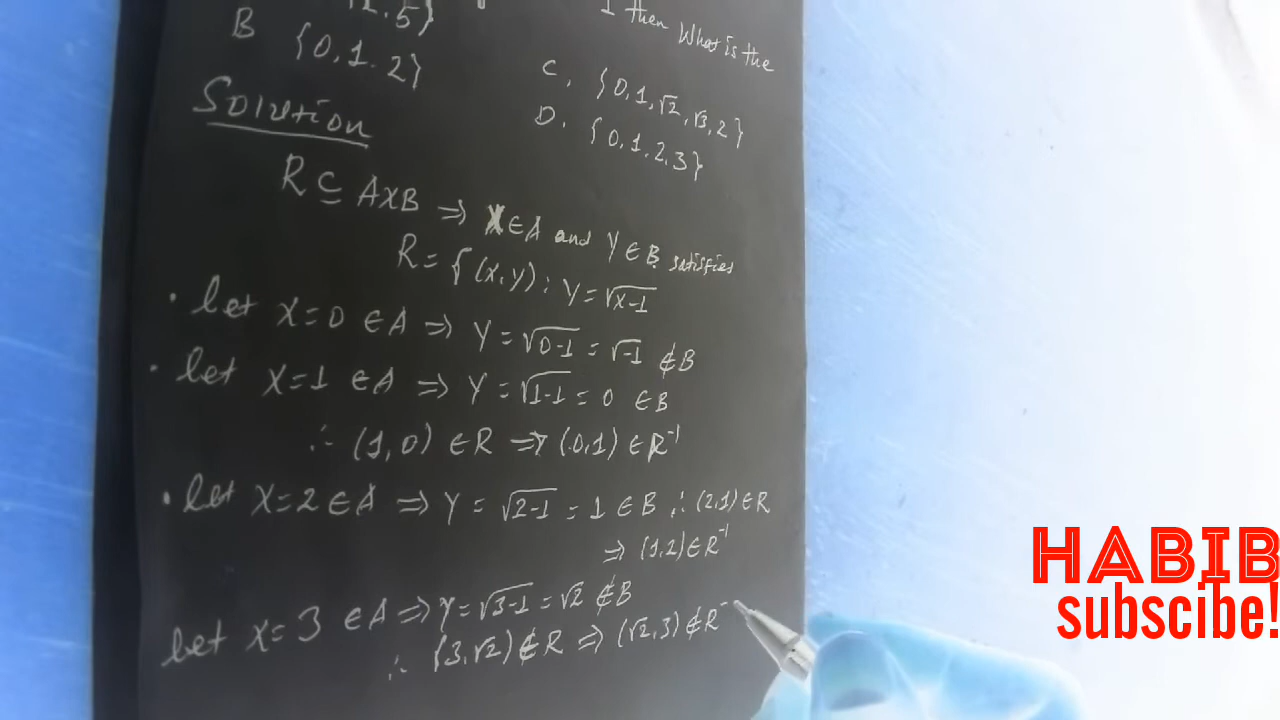 1.5}
1 then What is the
B {0,1.2}
C. {0,1,√2,√3,2}
D. {0,1.2,3}
Solution
R ⊆ AxB ⇒ X∈A and Y∈B satisfies
R = {(x,y): Y = √x-1
• let x=0 ∈A ⇒ Y = √0-1 = √-1 ∉B
• let x=1 ∈A ⇒ Y = √1-1 = 0 ∈B
∴ (1,0) ∈R ⇒ (0,1) ∈R⁻¹
• let x=2 ∈A ⇒ Y = √2-1 = 1 ∈B ∴ (2,1)∈R
⇒ (1,2)∈R⁻¹
let x=3 ∈A ⇒ Y = √3-1 = √2 ∉B
∴ (3,√2) ∉R ⇒ (√2,3) ∉R⁻
HABIB
subscibe!